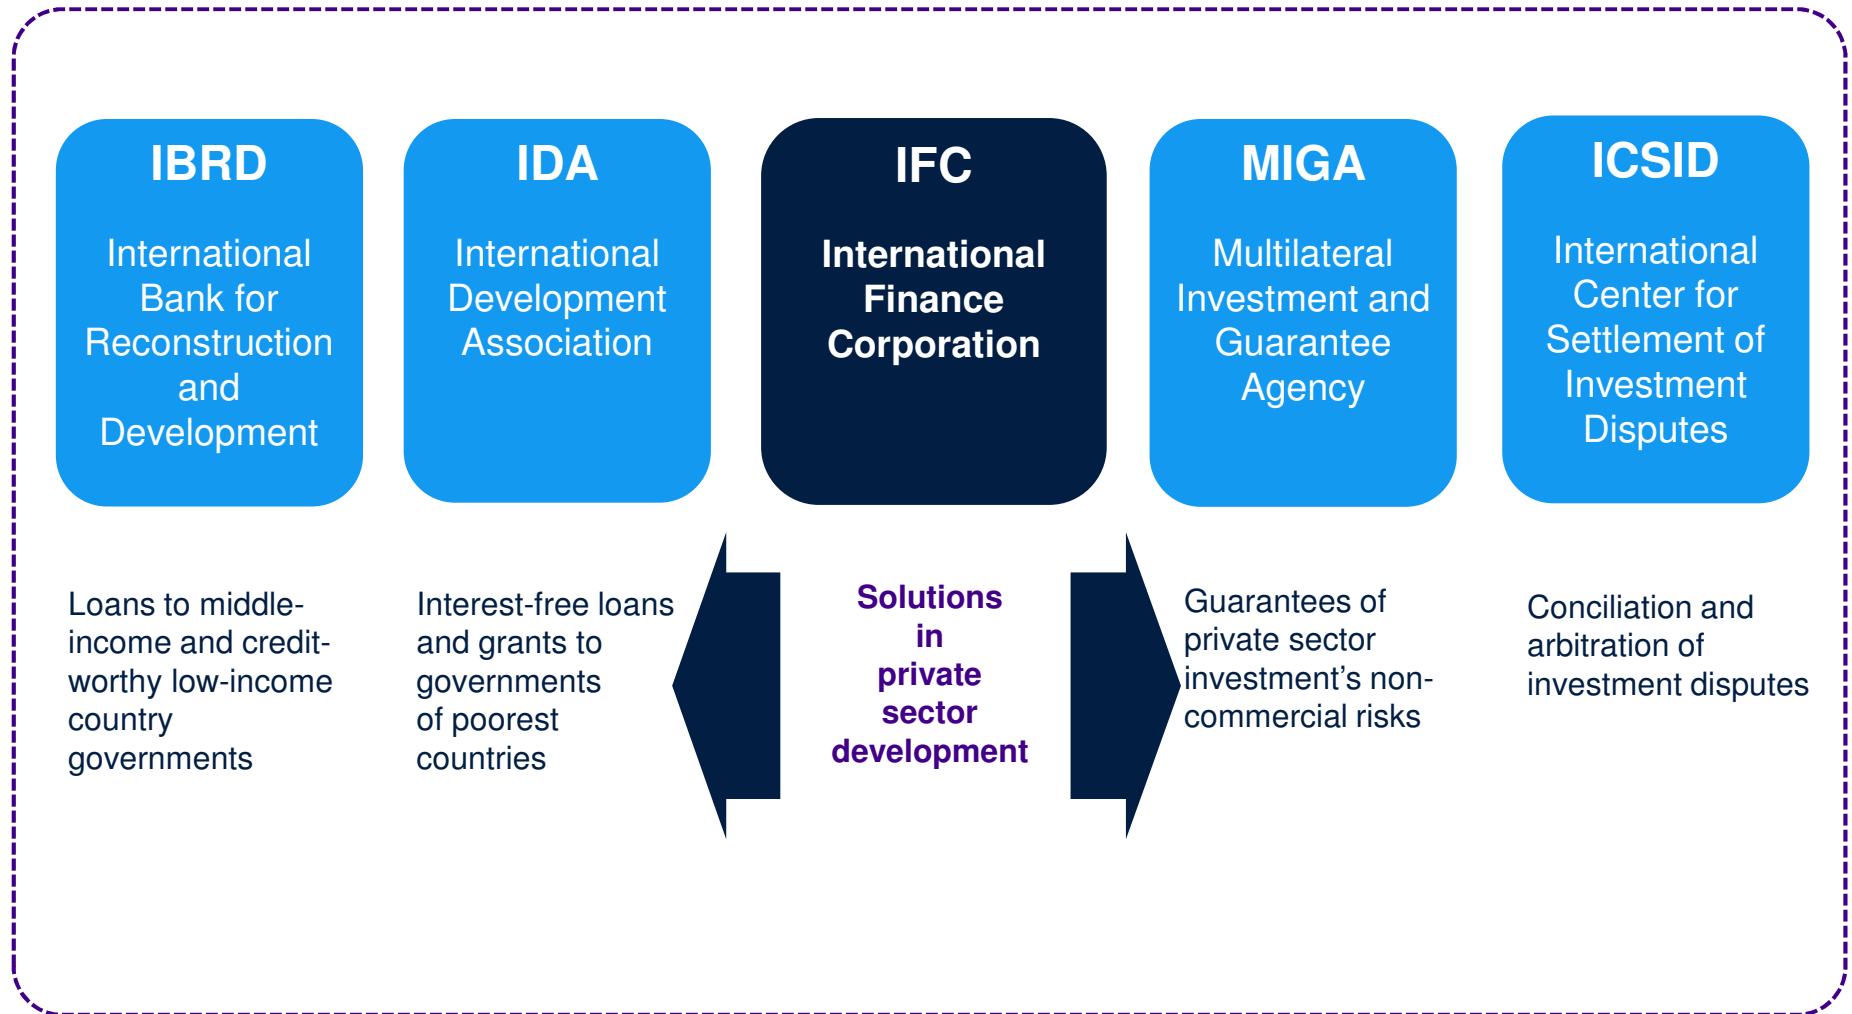 IBRD
International
Bank for
Reconstruction
and
Development
IDA
International
Development
Association
IFC
International
Finance
Corporation
MIGA
Multilateral
Investment and
Guarantee
Agency
ICSID
International
Center for
Settlement of
Investment
Disputes
Loans to middle-
income and credit-
worthy low-income
country
governments
Interest-free loans
and grants to
governments
of poorest
countries
Solutions
in
private
sector
development
Guarantees of
private sector
investment’s non-
commercial risks
Conciliation and
arbitration of
investment disputes